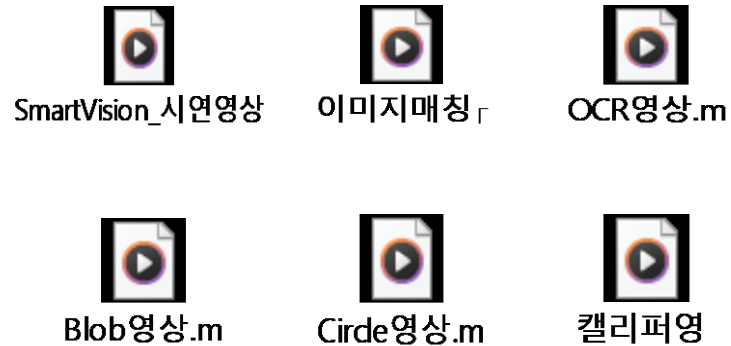 SmartVision_시연영상
이미지매칭
OCR영상.m
Blob영상.m
Circle영상.m
캘리퍼영